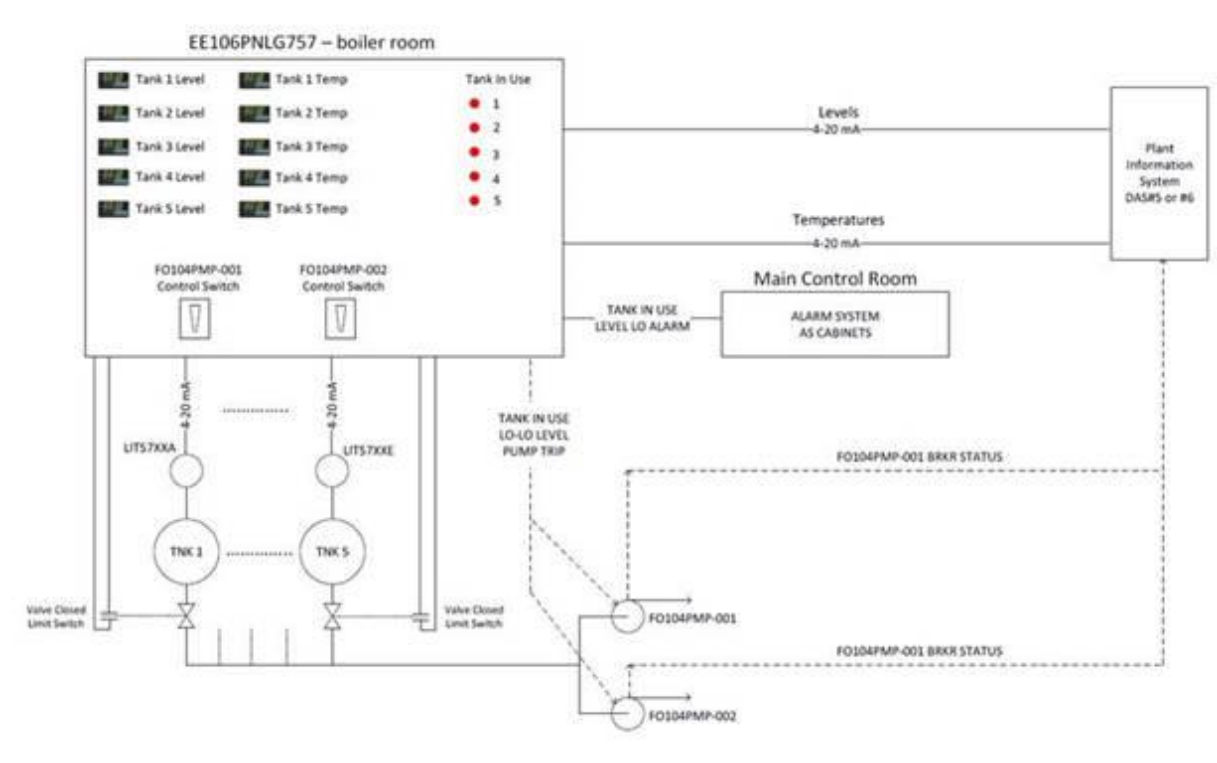 EE106PNLG757 – boiler room
Tank 1 Level
Tank 1 Temp
Tank In Use
1
Tank 2 Level
Tank 2 Temp
2
Tank 3 Level
Tank 3 Temp
3
Tank 4 Level
Tank 4 Temp
4
Tank 5 Level
Tank 5 Temp
5
Levels
4-20 mA
Plant
Information
System
DAS#5 or #6
Temperatures
4-20 mA
FO104PMP-001
Control Switch
FO104PMP-002
Control Switch
Main Control Room
TANK IN USE
LEVEL LO ALARM
ALARM SYSTEM
AS CABINETS
4-20 mA
4-20 mA
TANK IN USE
LO-LO LEVEL
PUMP TRIP
LIT57XXA
LIT57XXE
FO104PMP-001 BRKR STATUS
TNK 1
TNK 5
Valve Closed
Limit Switch
Valve Closed
Limit Switch
FO104PMP-001
FO104PMP-001 BRKR STATUS
FO104PMP-002